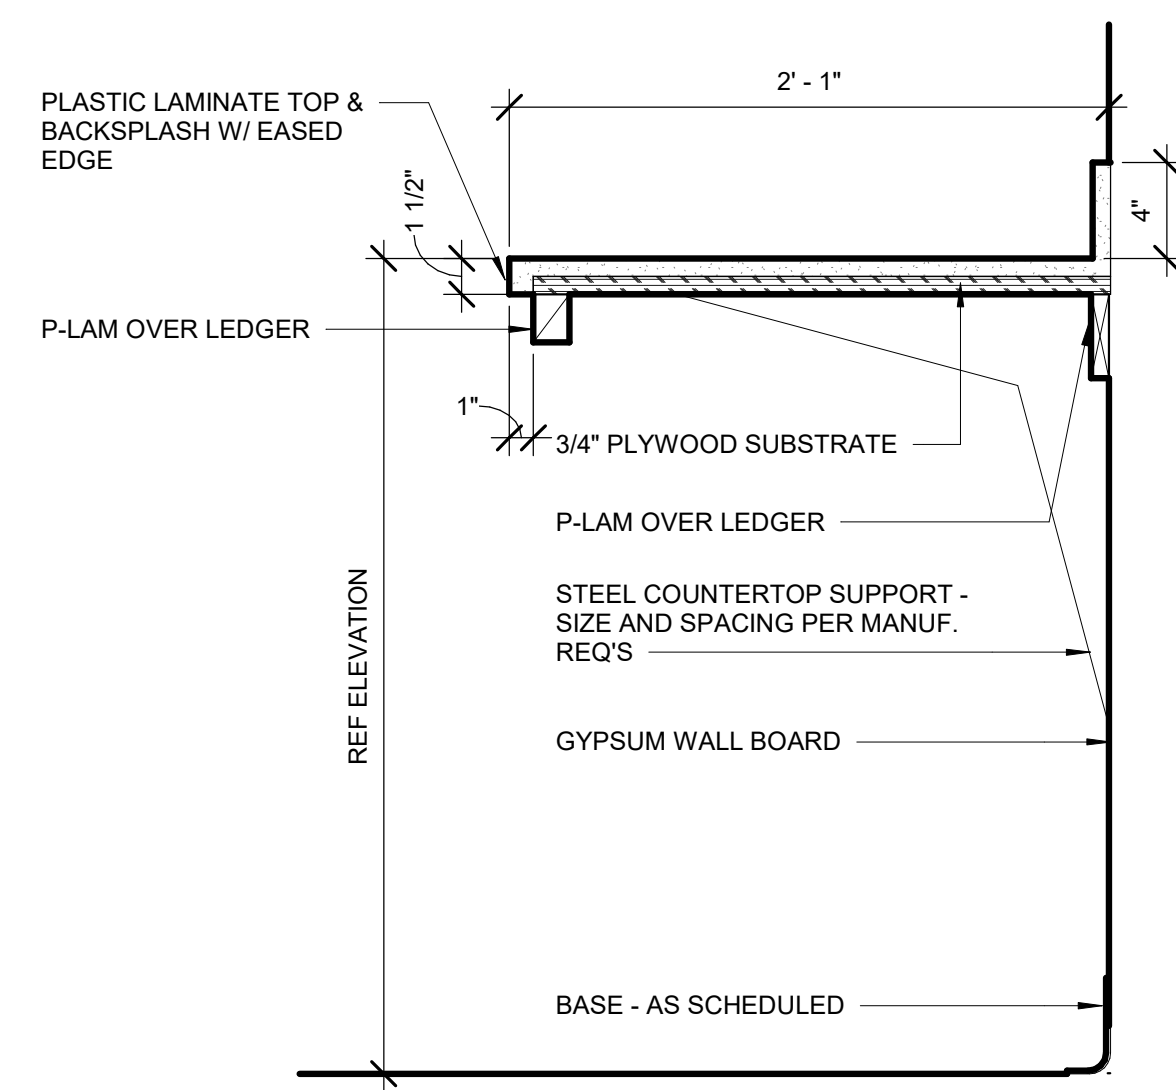 2' - 1"
PLASTIC LAMINATE TOP &
BACKSPLASH W/ EASED
EDGE
1 1/2"
4"
P-LAM OVER LEDGER
1"
3/4" PLYWOOD SUBSTRATE
P-LAM OVER LEDGER
STEEL COUNTERTOP SUPPORT -
SIZE AND SPACING PER MANUF.
REQ'S
REF ELEVATION
GYPSUM WALL BOARD
BASE - AS SCHEDULED